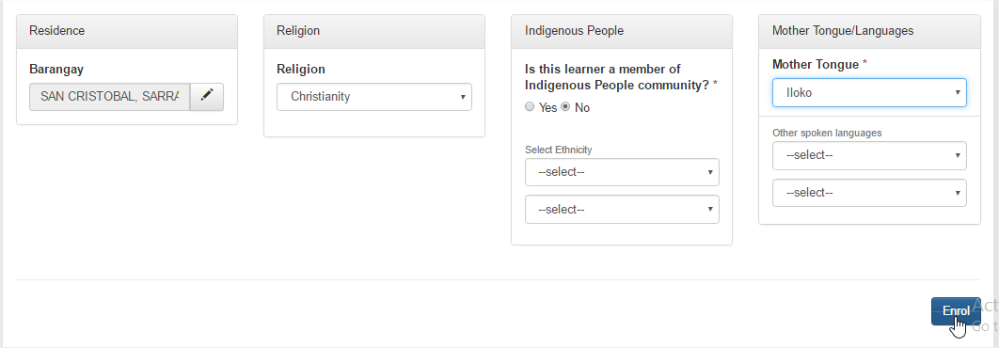 Residence
Barangay
SAN CRISTOBAL, SARRA
Religion
Religion
Christianity
Indigenous People
Is this learner a member of
Indigenous People community? *
Yes No
Select Ethnicity
--select--
--select--
Mother Tongue/Languages
Mother Tongue *
Iloko
Other spoken languages
--select--
--select--
Enrol
Act
Go t